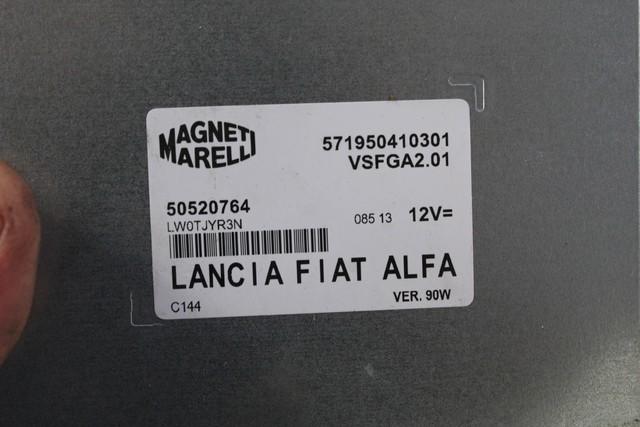 MAGNETI
MARELLI
571950410301
VSFGA2.01
50520764
LW0TJYR3N
085 13 12V=
LANCIA FIAT ALFA
C144
VER. 90W